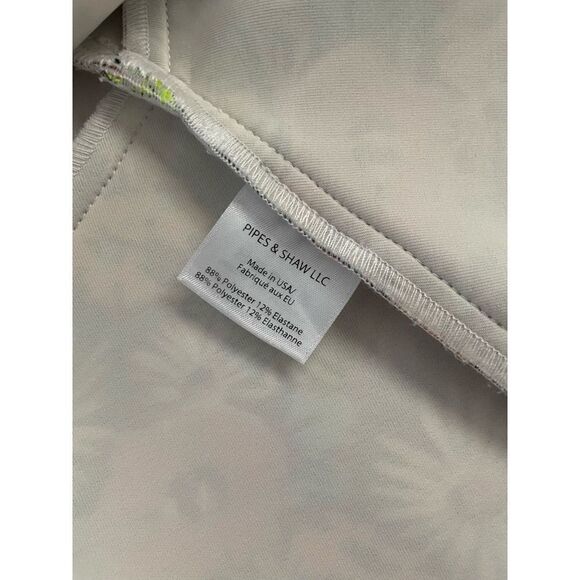 PIPES & SHAW LLC
Made in USA/
Fabriqué aux EU
88% Polyester 12% Elastane
88% Polyester 12% Elasthanne